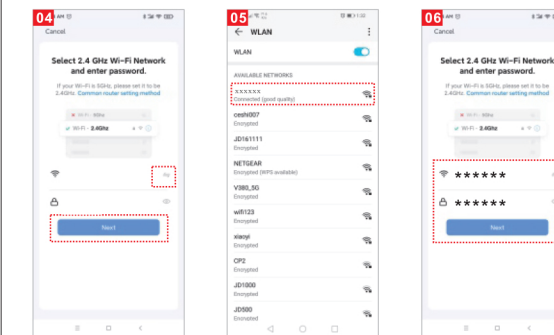 04
AM
Cancel
Select 2.4 GHz Wi-Fi Network
and enter password.
If your Wi-Fi is 5GHz, please set it to be
2.4GHz. Common router setting method
Wi-Fi - 5Ghz
Wi-Fi - 2.4Ghz
Next
05
WLAN
WLAN
AVAILABLE NETWORKS
xxxxxx
Connected (good quality)
ceshi007
Encrypted
JD161111
Encrypted
NETGEAR
Encrypted (WPS available)
V380_5G
Encrypted
wifi123
Encrypted
xiaoyi
Encrypted
CP2
Encrypted
JD1000
Encrypted
JD500
Encrypted
06
AM
Cancel
Select 2.4 GHz Wi-Fi Network
and enter password.
If your Wi-Fi is 5GHz, please set it to be
2.4GHz. Common router setting method
Wi-Fi - 5Ghz
Wi-Fi - 2.4Ghz
******
******
Next